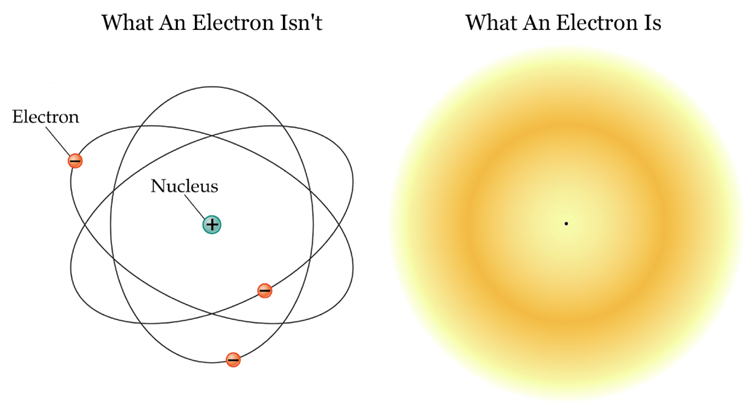 What An Electron Isn't
What An Electron Is
Electron
Nucleus
−
+
−
−